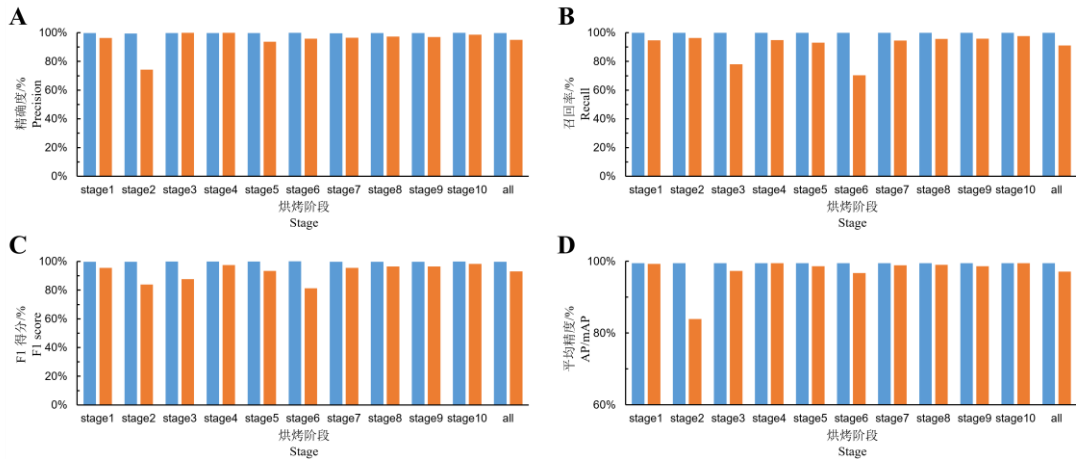 A
100%
80%
60%
40%
20%
0%
精确度/%
Precision
stage1 stage2 stage3 stage4 stage5 stage6 stage7 stage8 stage9 stage10 all
烘烤阶段
Stage
B
100%
80%
60%
40%
20%
0%
召回率/%
Recall
stage1 stage2 stage3 stage4 stage5 stage6 stage7 stage8 stage9 stage10 all
烘烤阶段
Stage
C
100%
80%
60%
40%
20%
0%
F1 得分/%
F1 score
stage1 stage2 stage3 stage4 stage5 stage6 stage7 stage8 stage9 stage10 all
烘烤阶段
Stage
D
100%
80%
60%
平均精度/%
AP/mAP
stage1 stage2 stage3 stage4 stage5 stage6 stage7 stage8 stage9 stage10 all
烘烤阶段
Stage